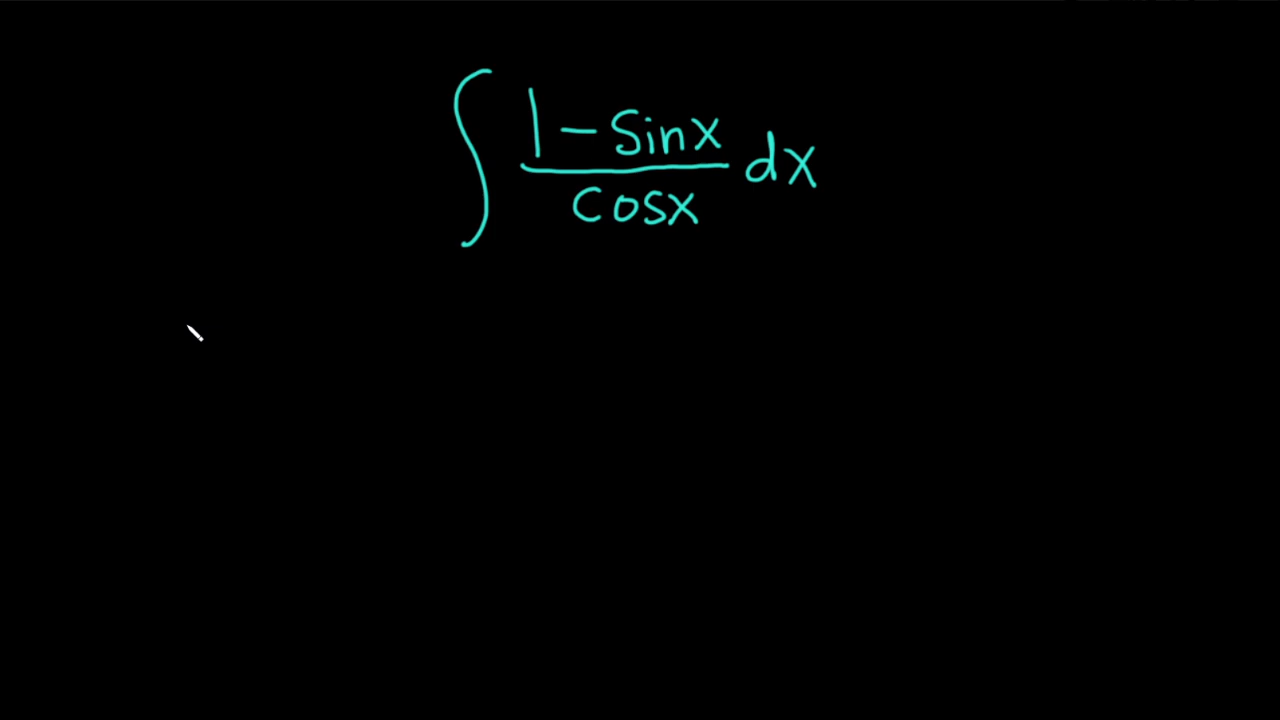 ∫ (1 - sinx)/(cosx) dx